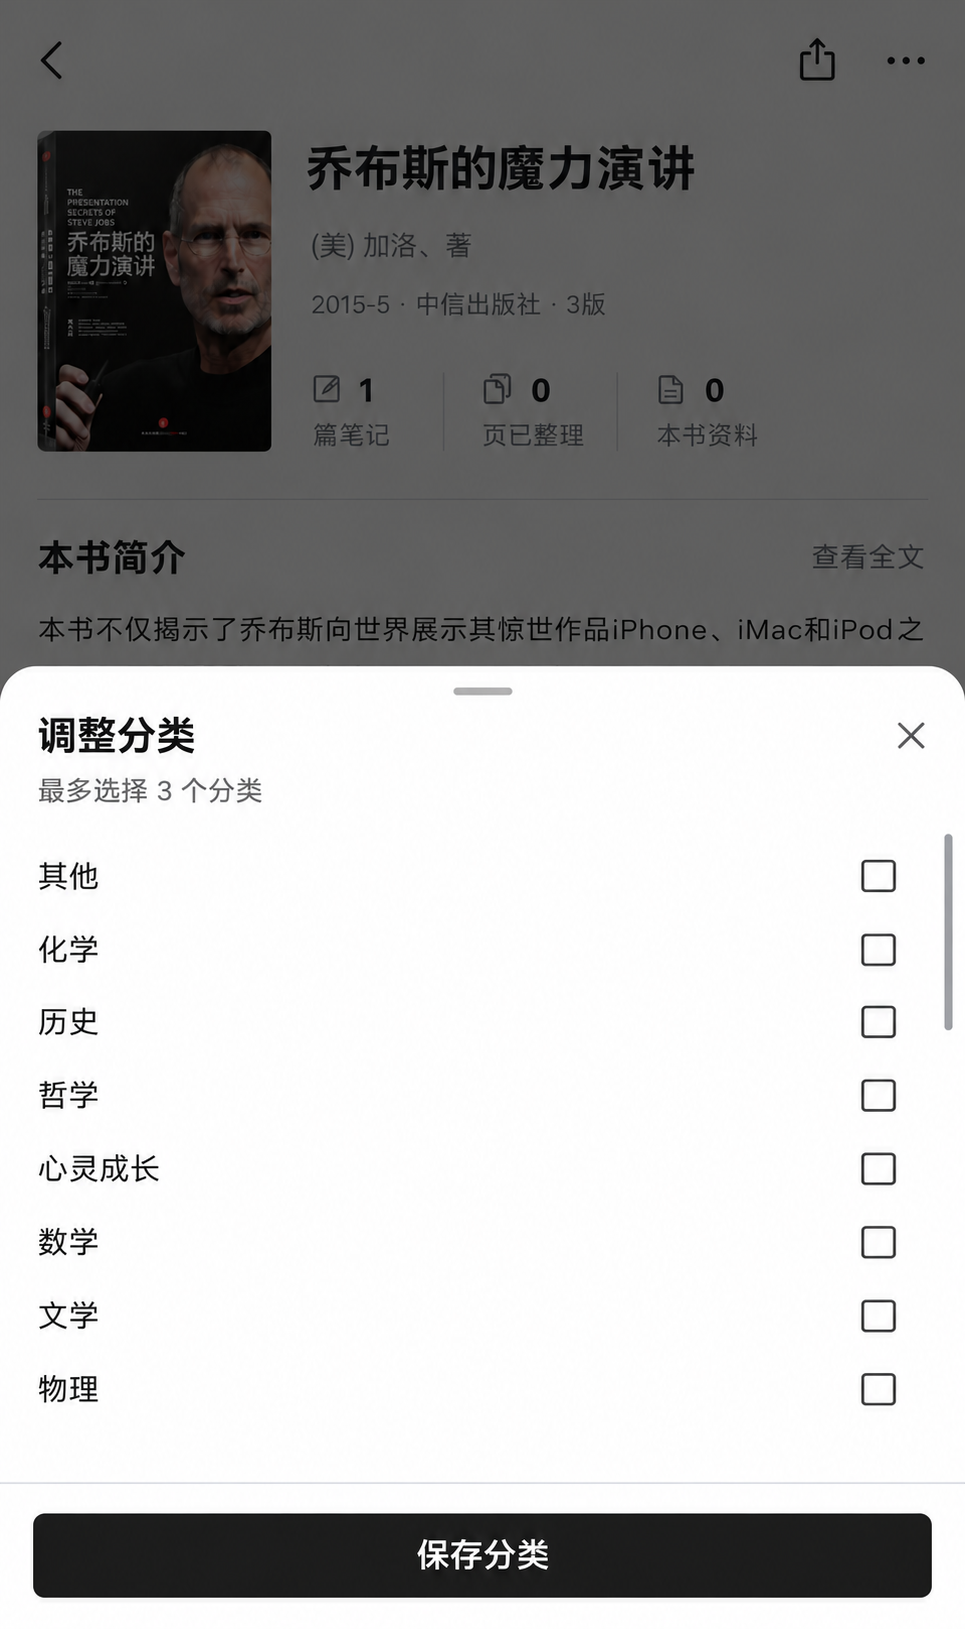 THE
PRESENTATION
SECRETS OF
STEVE JOBS
乔布斯的
魔力演讲
乔布斯的魔力演讲
(美) 加洛、著
2015-5 · 中信出版社 · 3版
1 0 0
篇笔记 页已整理 本书资料
本书简介 查看全文
本书不仅揭示了乔布斯向世界展示其惊世作品iPhone、iMac和iPod之
调整分类
最多选择 3 个分类
其他
化学
历史
哲学
心灵成长
数学
文学
物理
保存分类